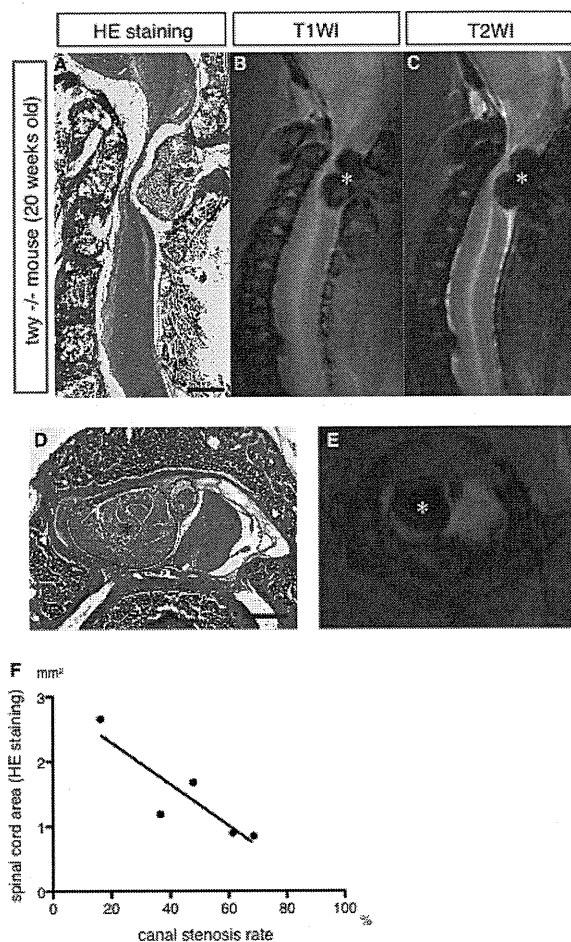 HE staining T1WI T2WI
twy -/- mouse (20 weeks old)
A B C
* *
D E
*
F mm²
spinal cord area (HE staining)
3
2
1
0
0 20 40 60 80 100
%
canal stenosis rate